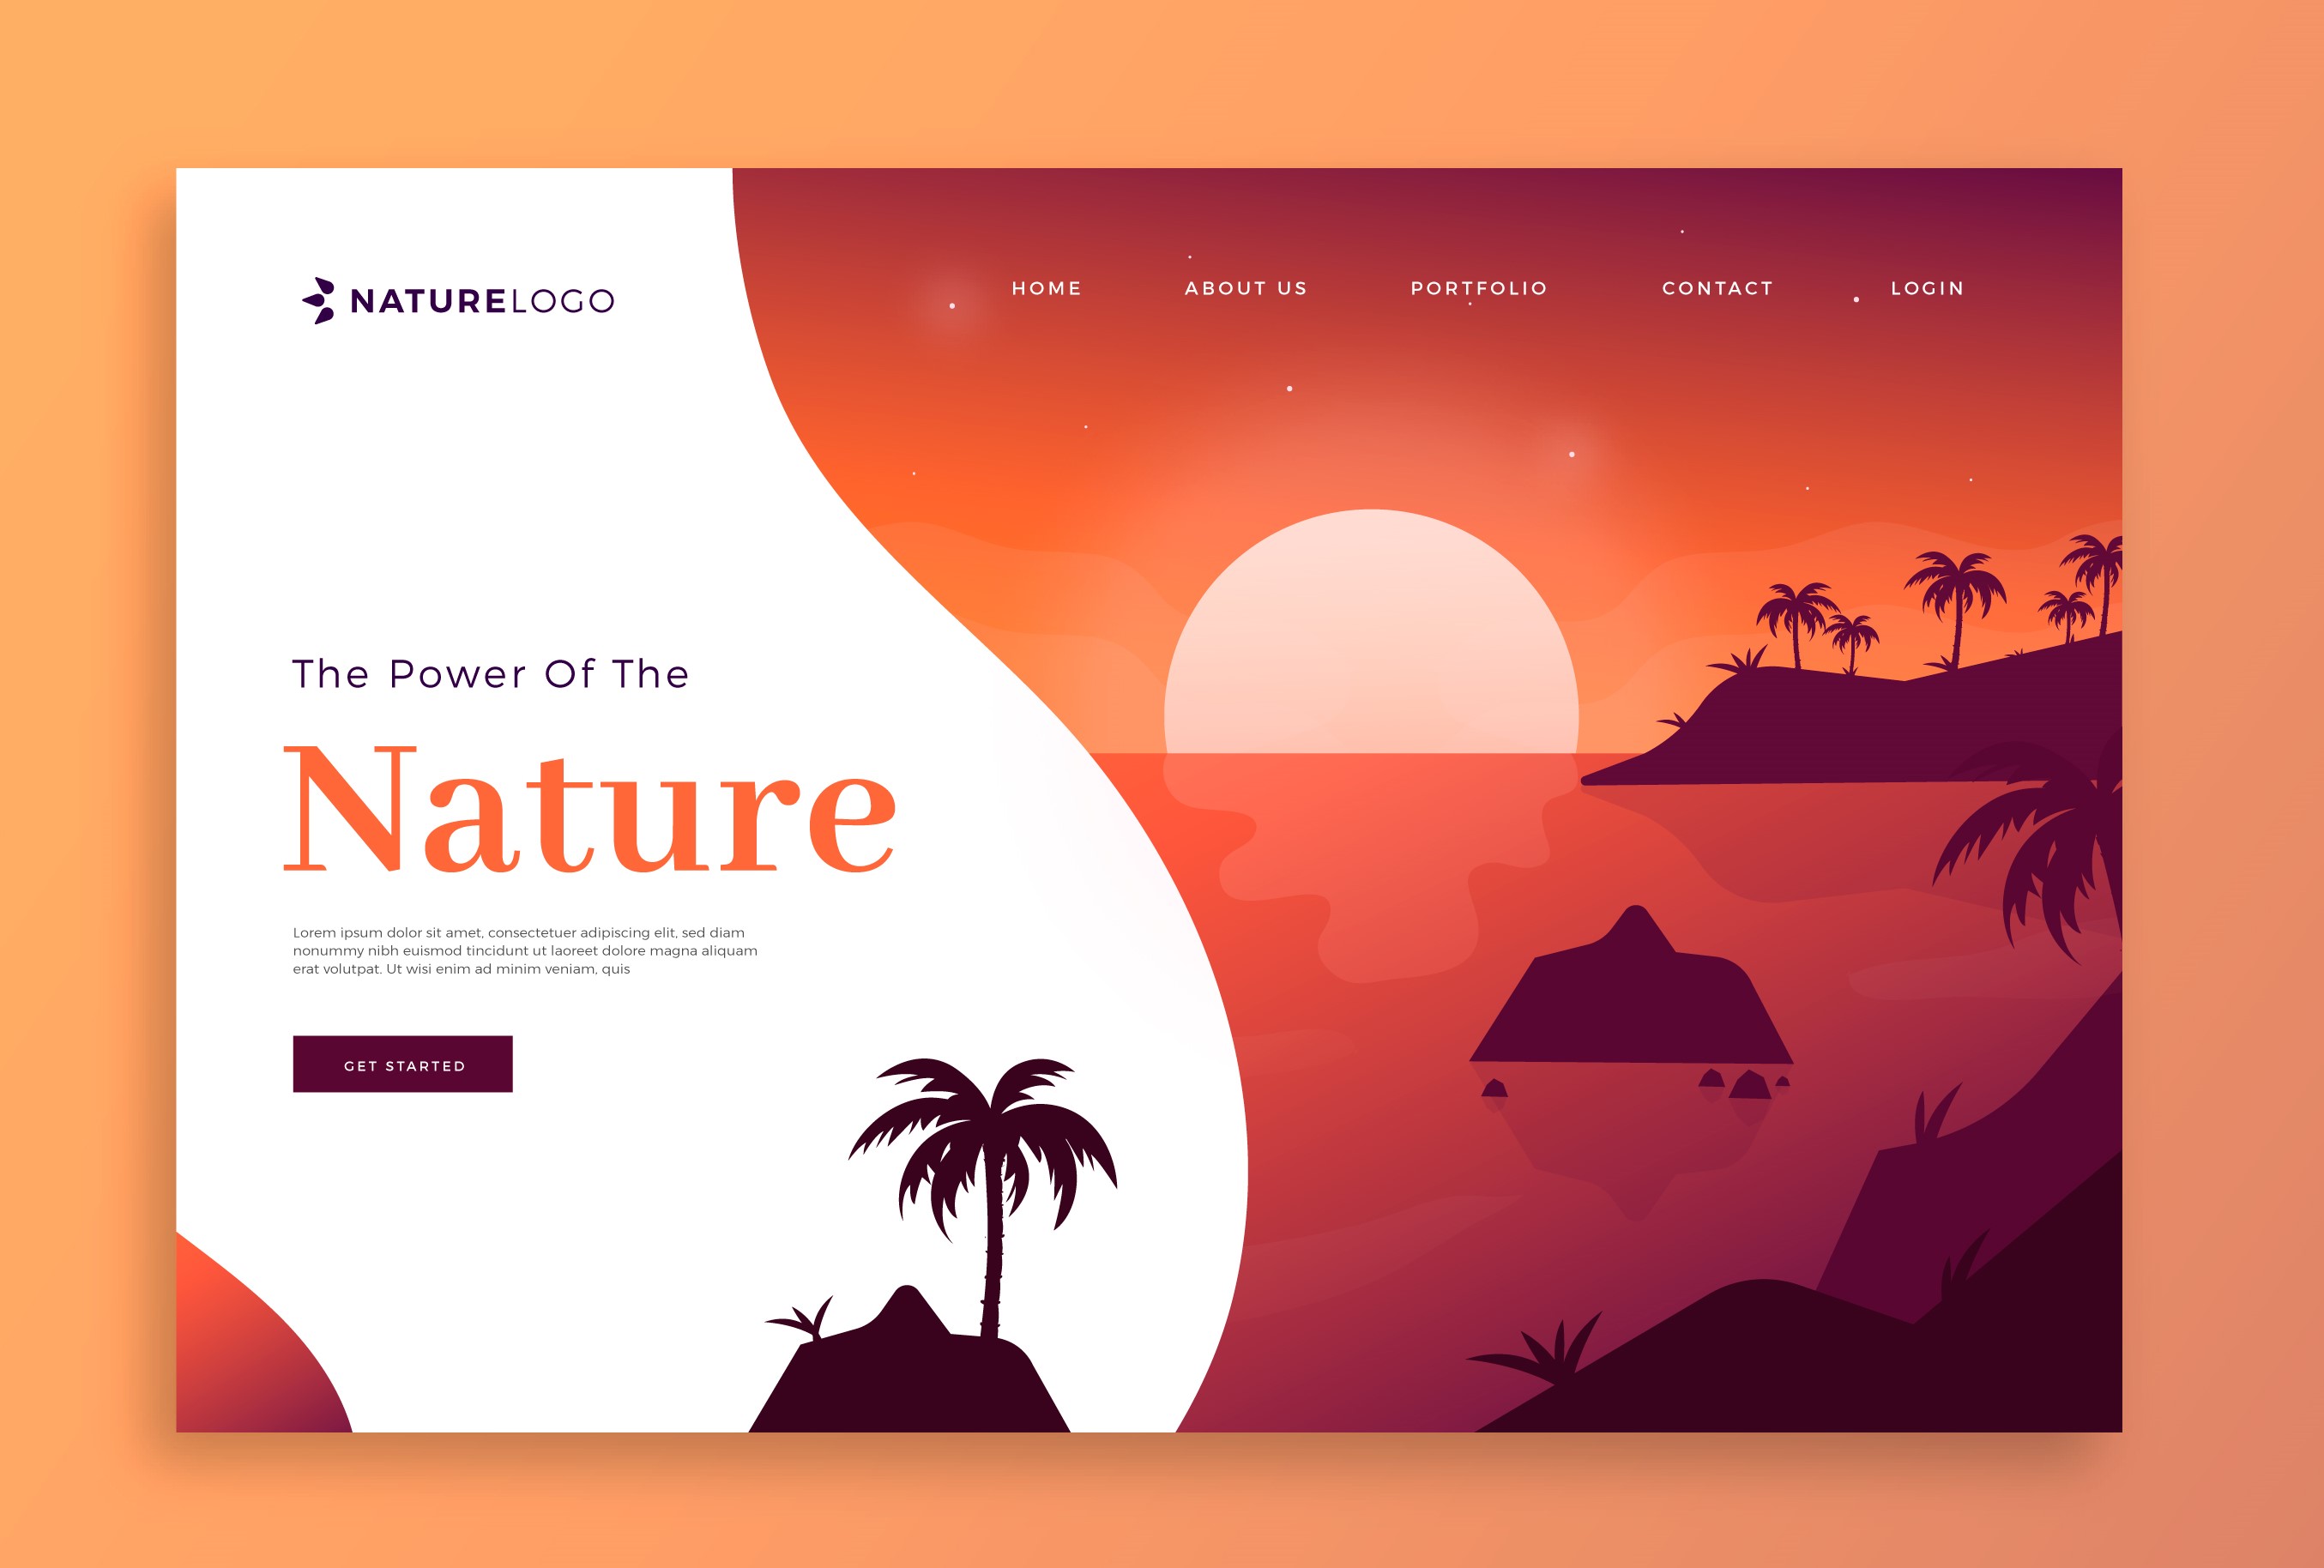 NATURELOGO
HOME ABOUT US PORTFOLIO CONTACT LOGIN
The Power Of The
Nature
Lorem ipsum dolor sit amet, consectetuer adipiscing elit, sed diam
nonummy nibh euismod tincidunt ut laoreet dolore magna aliquam
erat volutpat. Ut wisi enim ad minim veniam, quis
GET STARTED